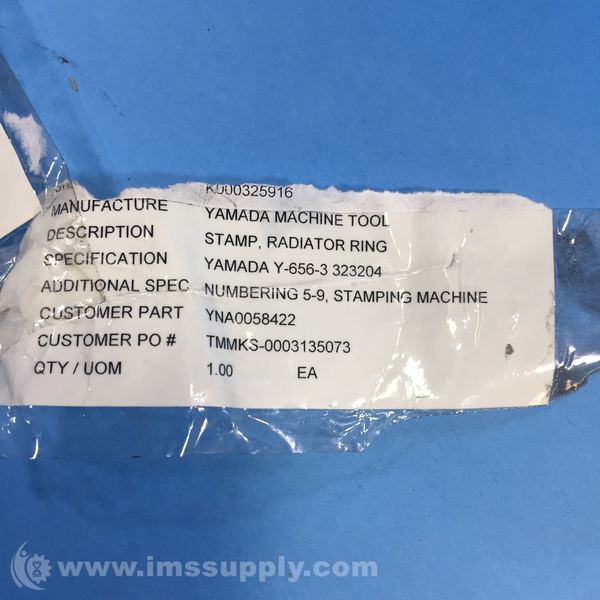 K000325916
MANUFACTURE YAMADA MACHINE TOOL
DESCRIPTION STAMP, RADIATOR RING
SPECIFICATION YAMADA Y-656-3 323204
ADDITIONAL SPEC NUMBERING 5-9, STAMPING MACHINE
CUSTOMER PART YNA0058422
CUSTOMER PO # TMMKS-0003135073
QTY / UOM 1.00 EA
www.imssupply.com